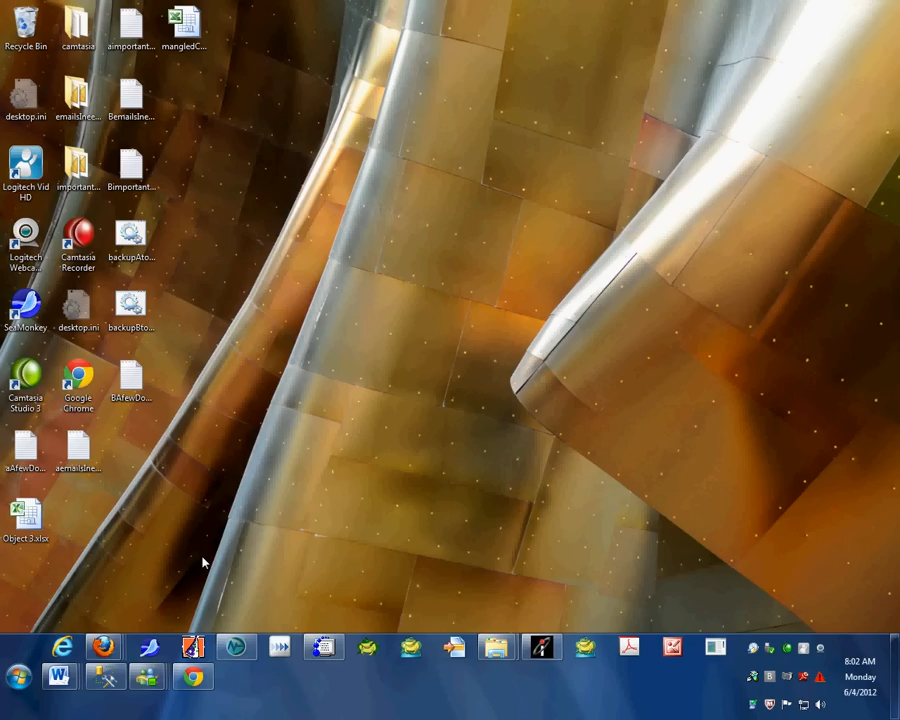 Recycle Bin
camtasia
aimportant...
mangledC...
desktop.ini
emailsInee...
BemailsIne...
Logitech Vid HD
important...
Bimportant...
Logitech Webca...
Camtasia Recorder
backupAto...
SeaMonkey
desktop.ini
backupBto...
Camtasia Studio 3
Google Chrome
BAfewDo...
aAfewDo...
aemailsIne...
Object 3.xlsx
8:02 AM
Monday
6/4/2012